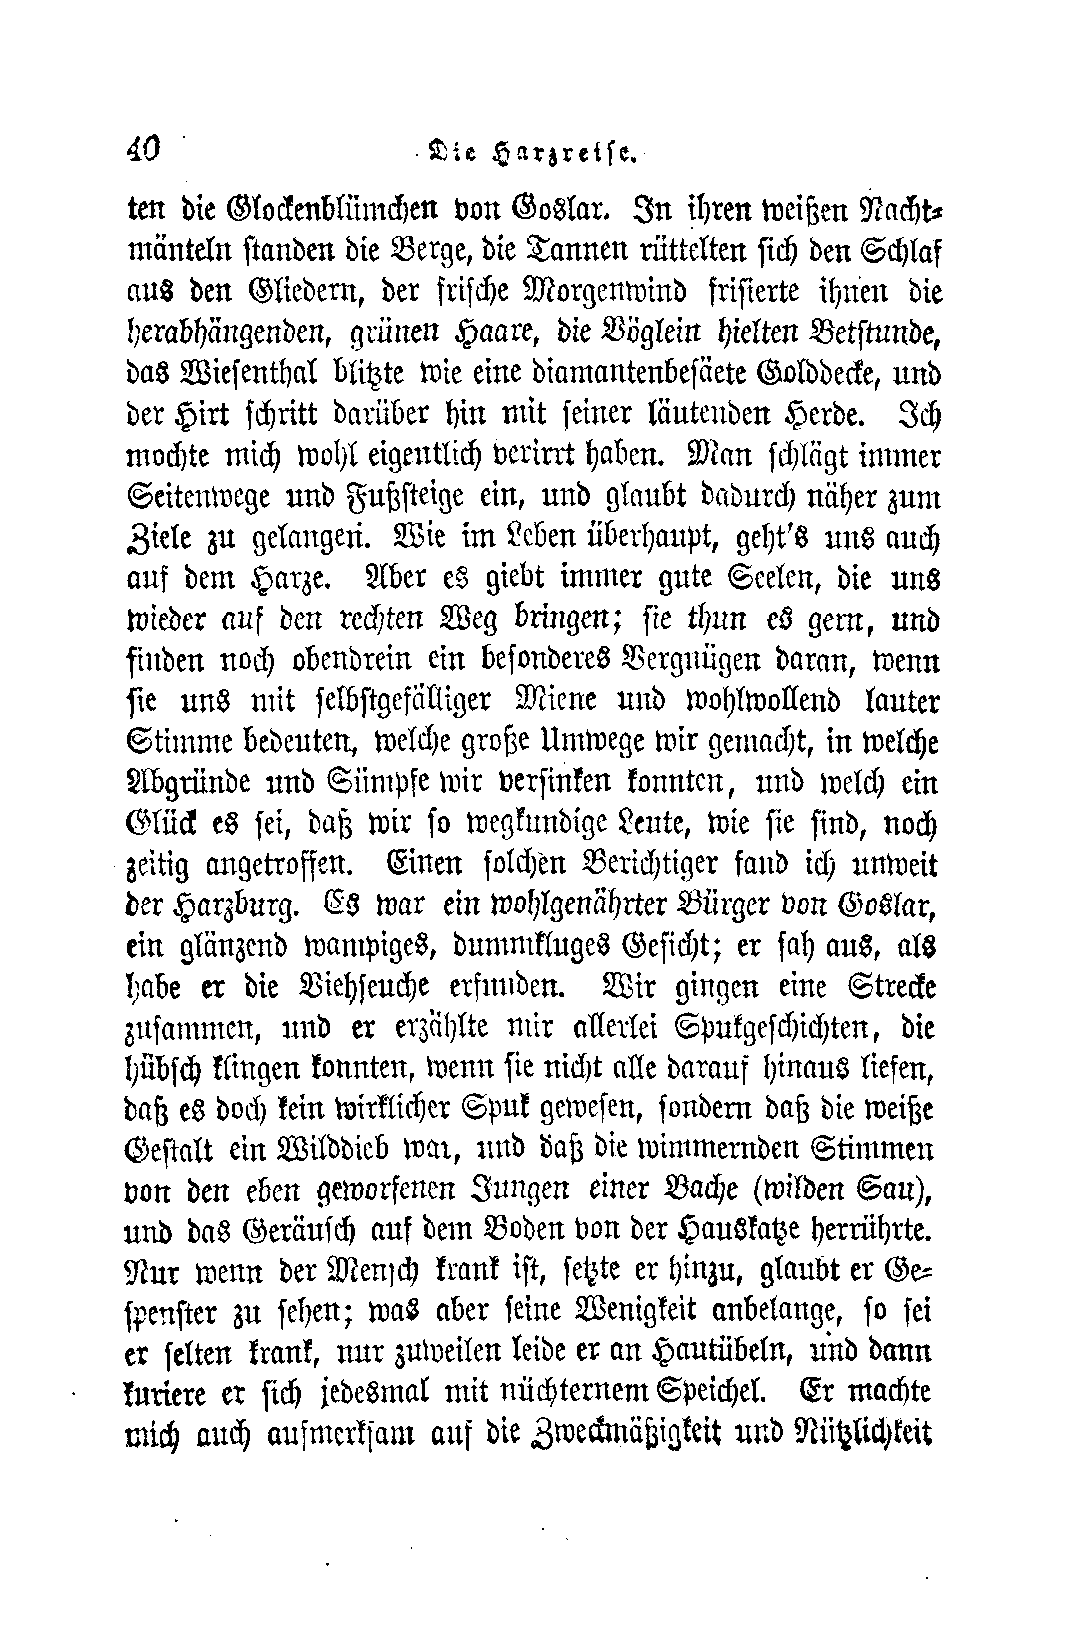 40 Die Harzreise.
ten die Glockenblümchen von Goslar. In ihren weißen Nacht-
mänteln standen die Berge, die Tannen rüttelten sich den Schlaf
aus den Gliedern, der frische Morgenwind frisierte ihnen die
herabhängenden, grünen Haare, die Vöglein hielten Betstunde,
das Wiesenthal blitzte wie eine diamantenbesäete Golddecke, und
der Hirt schritt darüber hin mit seiner läutenden Herde. Ich
mochte mich wohl eigentlich verirrt haben. Man schlägt immer
Seitenwege und Fußsteige ein, und glaubt dadurch näher zum
Ziele zu gelangen. Wie im Leben überhaupt, geht's uns auch
auf dem Harze. Aber es giebt immer gute Seelen, die uns
wieder auf den rechten Weg bringen; sie thun es gern, und
finden noch obendrein ein besonderes Vergnügen daran, wenn
sie uns mit selbstgefälliger Miene und wohlwollend lauter
Stimme bedeuten, welche große Umwege wir gemacht, in welche
Abgründe und Sümpfe wir versinken konnten, und welch ein
Glück es sei, daß wir so wegkundige Leute, wie sie sind, noch
zeitig angetroffen. Einen solchen Berichtiger fand ich unweit
der Harzburg. Es war ein wohlgenährter Bürger von Goslar,
ein glänzend wampiges, dummkluges Gesicht; er sah aus, als
habe er die Viehseuche erfunden. Wir gingen eine Strecke
zusammen, und er erzählte mir allerlei Spukgeschichten, die
hübsch klingen konnten, wenn sie nicht alle darauf hinaus liefen,
daß es doch kein wirklicher Spuk gewesen, sondern daß die weiße
Gestalt ein Wilddieb war, und daß die wimmernden Stimmen
von den eben geworfenen Jungen einer Bache (wilden Sau),
und das Geräusch auf dem Boden von der Hauskatze herrührte.
Nur wenn der Mensch krank ist, setzte er hinzu, glaubt er Ge-
spenster zu sehen; was aber seine Wenigkeit anbelange, so sei
er selten krank, nur zuweilen leide er an Hautübeln, und dann
kuriere er sich jedesmal mit nüchternem Speichel. Er machte
mich auch aufmerksam auf die Zweckmäßigkeit und Nützlichkeit